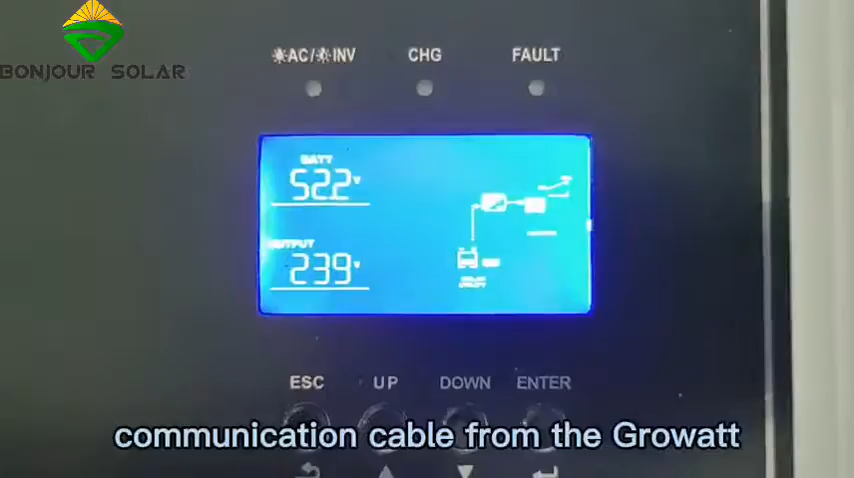 BONJOUR SOLAR
AC/ INV CHG FAULT
BATT
52.2V
OUTPUT
239V
ESC UP DOWN ENTER
communication cable from the Growatt